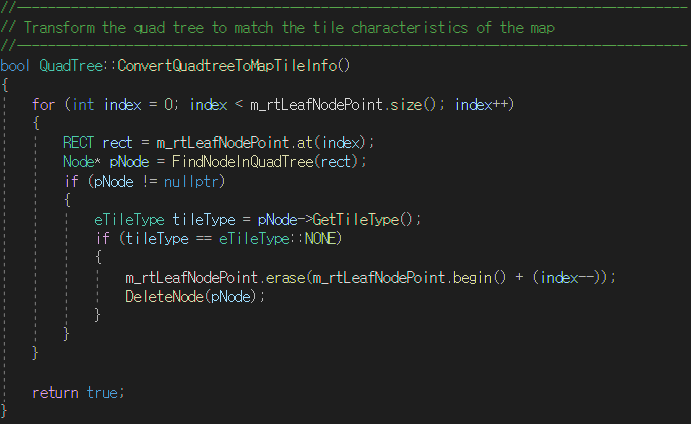 //------------------------------------------------------------------------------------
// Transform the quad tree to match the tile characteristics of the map
//------------------------------------------------------------------------------------
bool QuadTree::ConvertQuadtreeToMapTileInfo()
{
    for (int index = 0; index < m_rtLeafNodePoint.size(); index++)
    {
        RECT rect = m_rtLeafNodePoint.at(index);
        Node* pNode = FindNodeInQuadTree(rect);
        if (pNode != nullptr)
        {
            eTileType tileType = pNode->GetTileType();
            if (tileType == eTileType::NONE)
            {
                m_rtLeafNodePoint.erase(m_rtLeafNodePoint.begin() + (index--));
                DeleteNode(pNode);
            }
        }
    }

    return true;
}